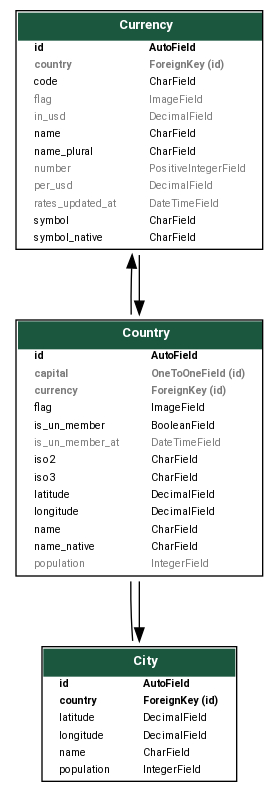 Currency
id AutoField
country ForeignKey (id)
code CharField
flag ImageField
in_usd DecimalField
name CharField
name_plural CharField
number PositiveIntegerField
per_usd DecimalField
rates_updated_at DateTimeField
symbol CharField
symbol_native CharField
Country
id AutoField
capital OneToOneField (id)
currency ForeignKey (id)
flag ImageField
is_un_member BooleanField
is_un_member_at DateTimeField
iso2 CharField
iso3 CharField
latitude DecimalField
longitude DecimalField
name CharField
name_native CharField
population IntegerField
City
id AutoField
country ForeignKey (id)
latitude DecimalField
longitude DecimalField
name CharField
population IntegerField